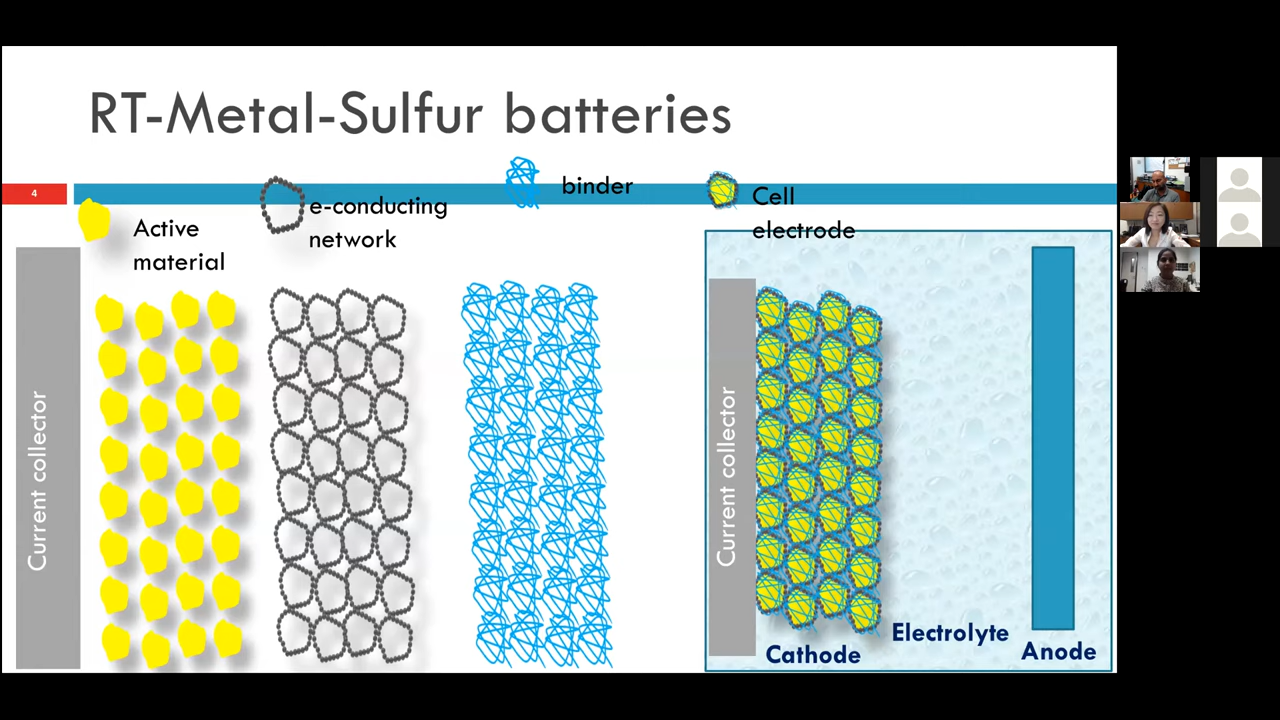 RT-Metal-Sulfur batteries
4
Active
material
e-conducting
network
binder
Cell
electrode
Current collector
Current collector
Cathode
Electrolyte
Anode